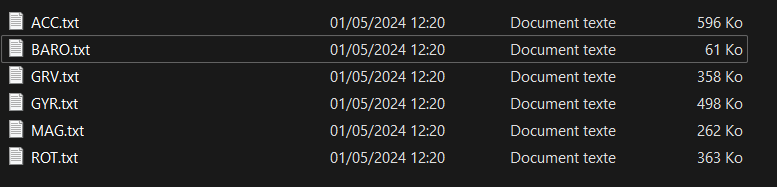 ACC.txt 01/05/2024 12:20 Document texte 596 Ko
BARO.txt 01/05/2024 12:20 Document texte 61 Ko
GRV.txt 01/05/2024 12:20 Document texte 358 Ko
GYR.txt 01/05/2024 12:20 Document texte 498 Ko
MAG.txt 01/05/2024 12:20 Document texte 262 Ko
ROT.txt 01/05/2024 12:20 Document texte 363 Ko